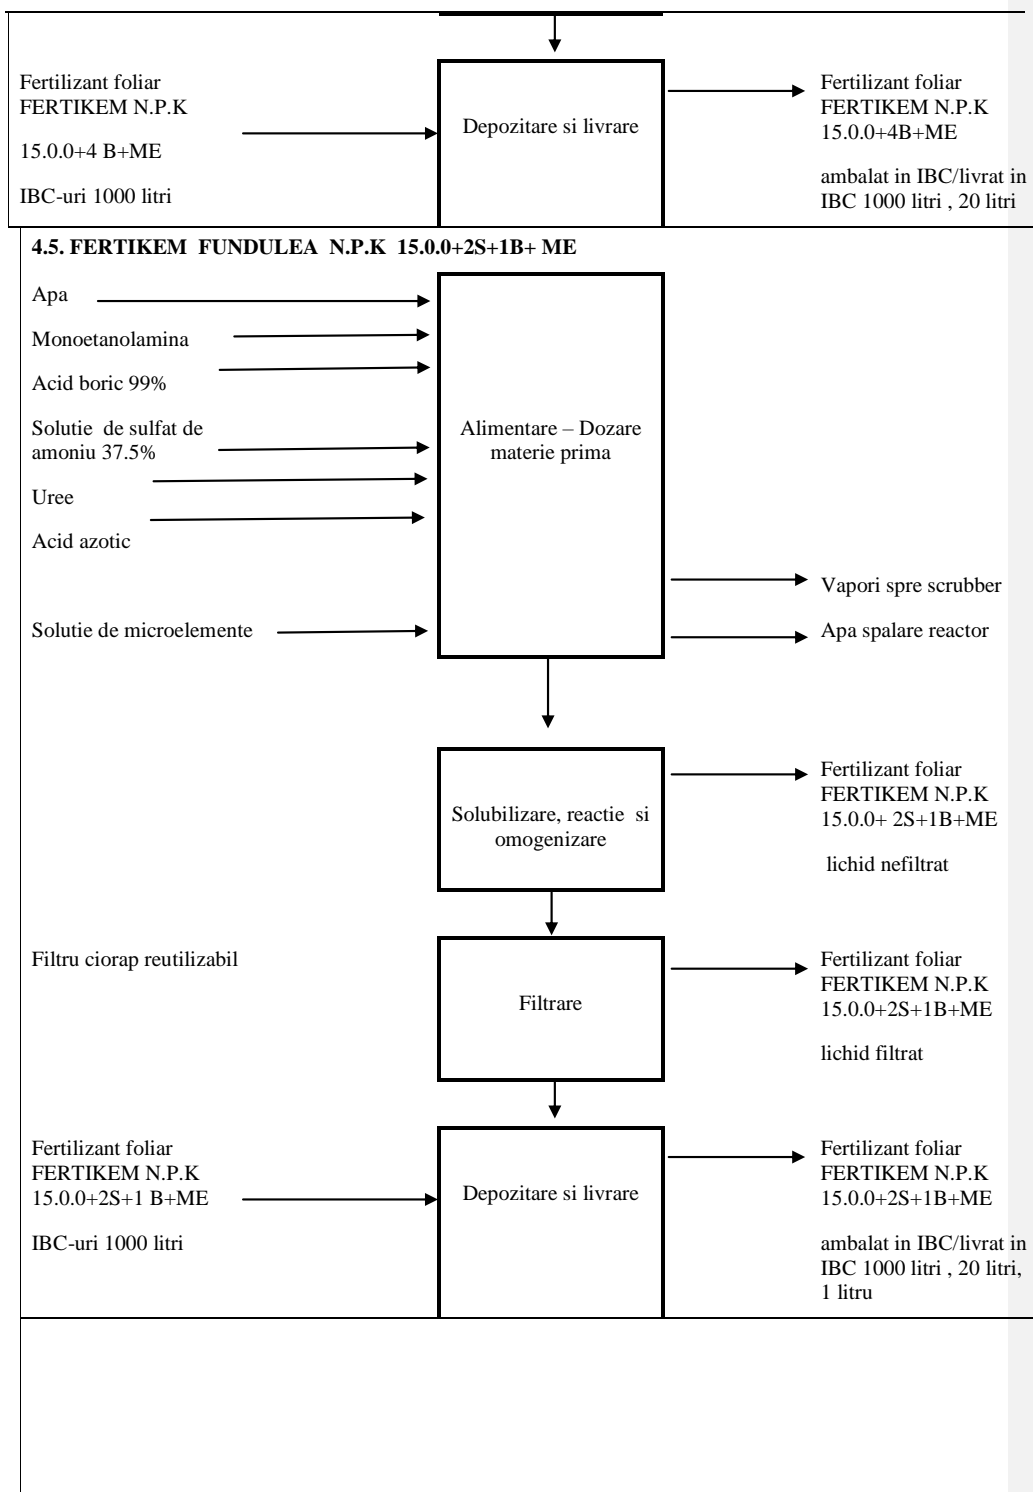 Fertilizant foliar
FERTIKEM N.P.K
15.0.0+4 B+ME
IBC-uri 1000 litri
Depozitare si livrare
Fertilizant foliar
FERTIKEM N.P.K
15.0.0+4B+ME
ambalat in IBC/livrat in
IBC 1000 litri , 20 litri
4.5. FERTIKEM FUNDULEA N.P.K 15.0.0+2S+1B+ ME
Apa
Monoetanolamina
Acid boric 99%
Solutie de sulfat de
amoniu 37.5%
Uree
Acid azotic
Solutie de microelemente
Alimentare – Dozare
materie prima
Vapori spre scrubber
Apa spalare reactor
Solubilizare, reactie si
omogenizare
Fertilizant foliar
FERTIKEM N.P.K
15.0.0+ 2S+1B+ME
lichid nefiltrat
Filtru ciorap reutilizabil
Filtrare
Fertilizant foliar
FERTIKEM N.P.K
15.0.0+2S+1B+ME
lichid filtrat
Fertilizant foliar
FERTIKEM N.P.K
15.0.0+2S+1 B+ME
IBC-uri 1000 litri
Depozitare si livrare
Fertilizant foliar
FERTIKEM N.P.K
15.0.0+2S+1B+ME
ambalat in IBC/livrat in
IBC 1000 litri , 20 litri,
1 litru